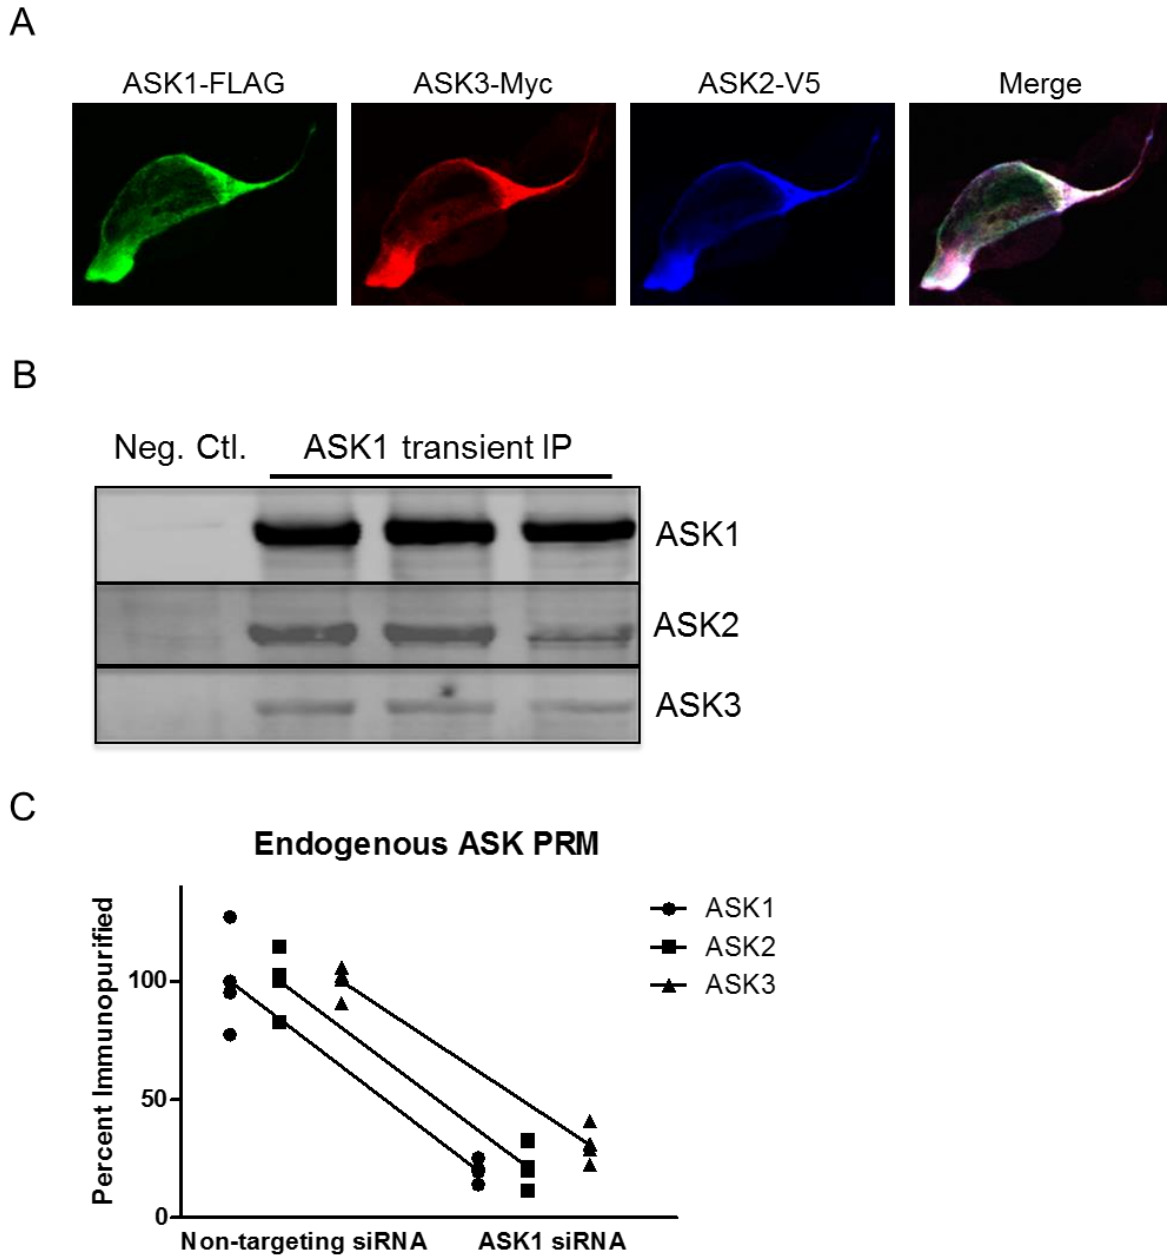 A
ASK1-FLAG ASK3-Myc ASK2-V5 Merge
B
Neg. Ctl. ASK1 transient IP
ASK1
ASK2
ASK3
C
Endogenous ASK PRM
Percent Immunopurified
100
50
0
Non-targeting siRNA ASK1 siRNA
ASK1
ASK2
ASK3